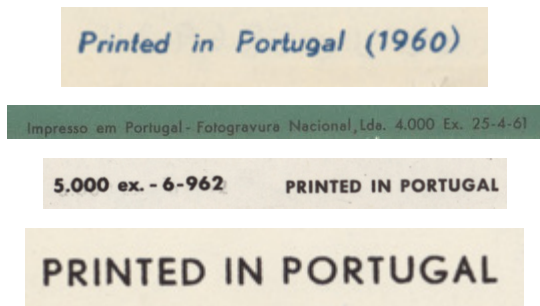 Printed in Portugal (1960)
Impresso em Portugal - Fotogravura Nacional, Lda. 4.000 Ex. 25-4-61
5.000 ex. - 6-962 PRINTED IN PORTUGAL
PRINTED IN PORTUGAL